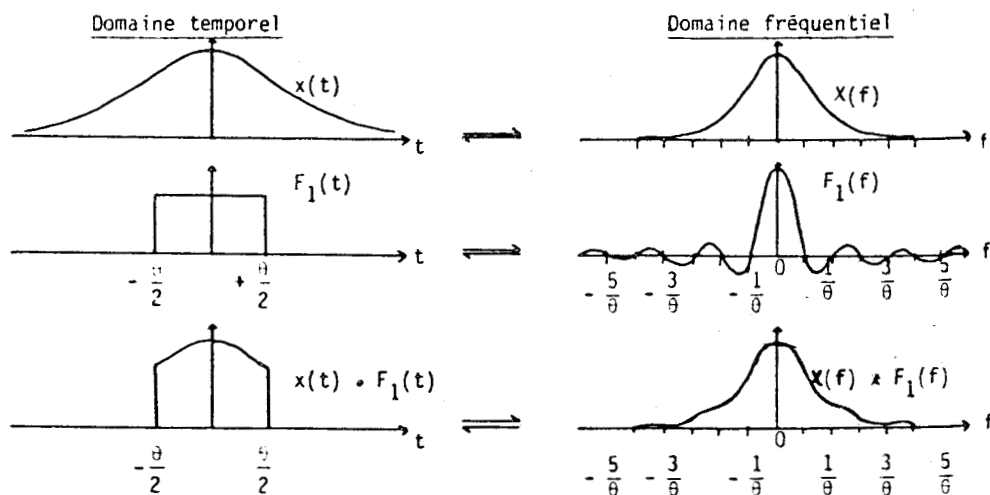 Domaine temporel
Domaine fréquentiel
x(t)
X(f)
t
f
F₁(t)
F₁(f)
t
f
- θ/2
+ θ/2
0
- 5/θ
- 3/θ
- 1/θ
1/θ
3/θ
5/θ
x(t) . F₁(t)
X(f) * F₁(f)
t
f
- θ/2
θ/2
0
- 5/θ
- 3/θ
- 1/θ
1/θ
3/θ
5/θ